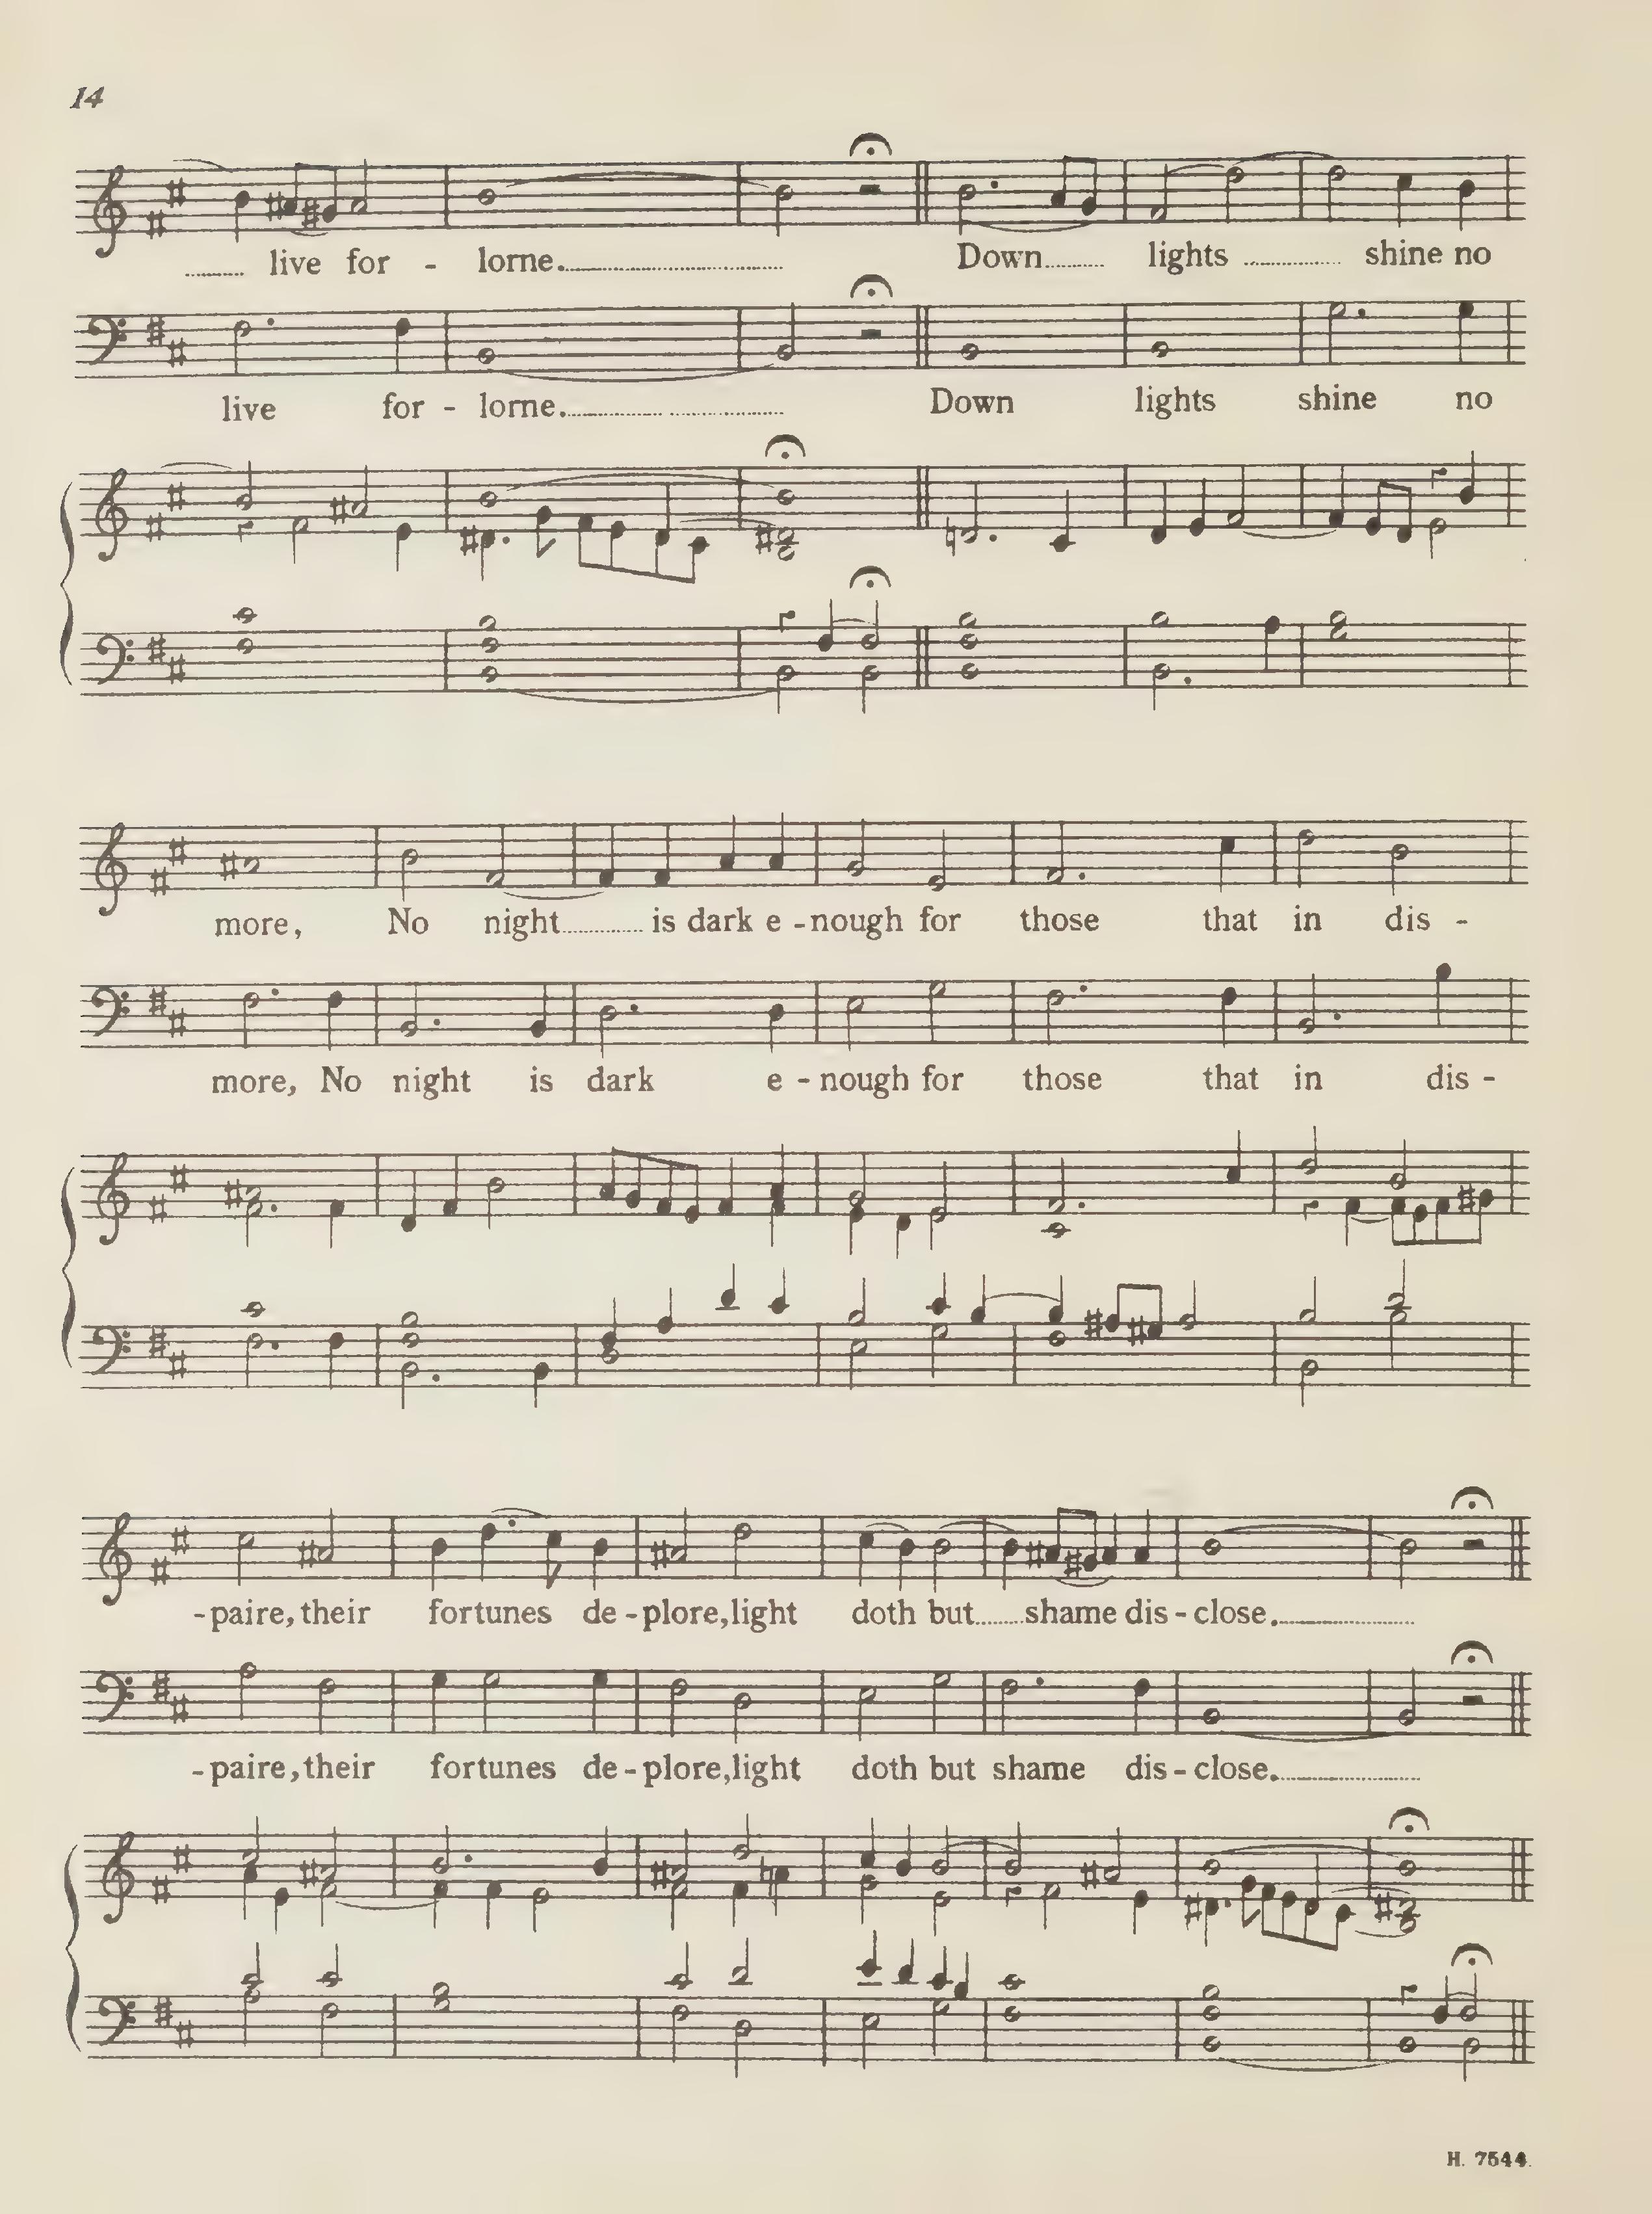 14
live for - lorne.
live for - lorne.
Down lights shine no
Down lights shine no
more, No night is dark e - nough for those that in dis -
more, No night is dark e - nough for those that in dis -
- paire, their fortunes de - plore, light doth but shame dis - close.
- paire, their fortunes de - plore, light doth but shame dis - close.
H. 7544.